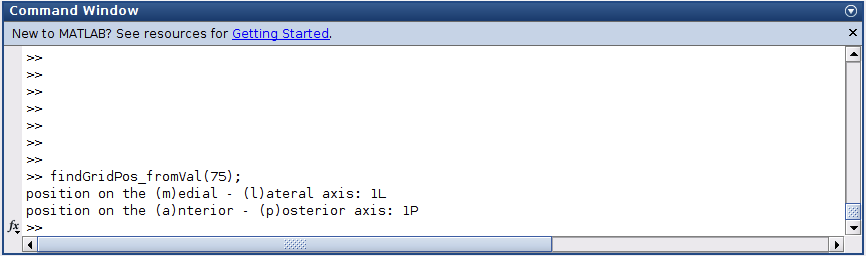 Command Window
New to MATLAB? See resources for Getting Started.
>>
>>
>>
>>
>>
>>
>>
>> findGridPos_fromVal(75);
position on the (m)edial - (l)ateral axis: 1L
position on the (a)nterior - (p)osterior axis: 1P
fx >>